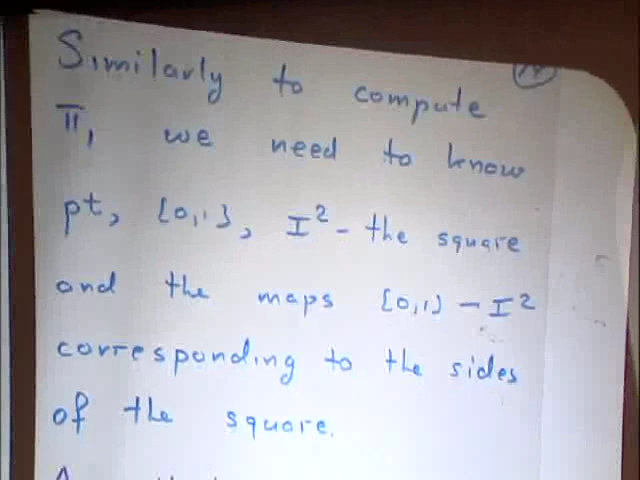 Similarly to compute
π₁ we need to know
pt, [0,1], I² - the square
and the maps [0,1] - I²
corresponding to the sides
of the square.